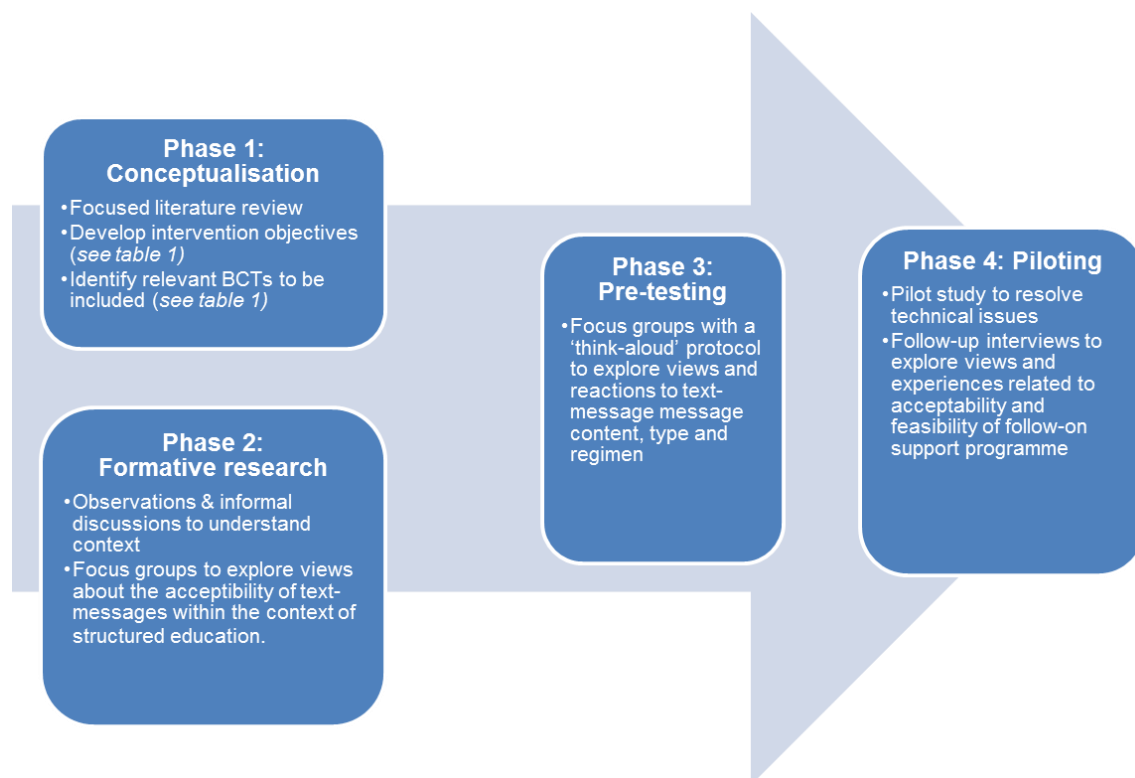 Phase 1:
Conceptualisation
•Focused literature review
•Develop intervention objectives
(see table 1)
•Identify relevant BCTs to be
included (see table 1)
Phase 2:
Formative research
•Observations & informal
discussions to understand
context
•Focus groups to explore views
about the acceptibility of text-
messages within the context of
structured education.
Phase 3:
Pre-testing
•Focus groups with a
‘think-aloud’ protocol
to explore views and
reactions to text-
message message
content, type and
regimen
Phase 4: Piloting
•Pilot study to resolve
technical issues
•Follow-up interviews to
explore views and
experiences related to
acceptability and
feasibility of follow-on
support programme